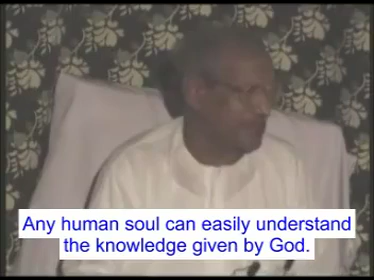 Any human soul can easily understand
the knowledge given by God.